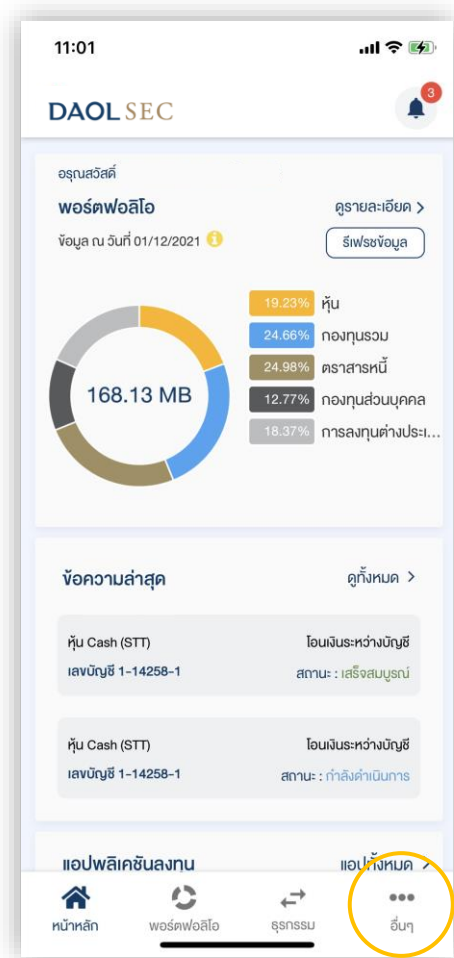 11:01
DAOL SEC
3
อรุณสวัสดิ์
พอร์ตฟอลิโอ
ดูรายละเอียด >
ข้อมูล ณ วันที่ 01/12/2021
รีเฟรชข้อมูล
168.13 MB
19.23% หุ้น
24.66% กองทุนรวม
24.98% ตราสารหนี้
12.77% กองทุนส่วนบุคคล
18.37% การลงทุนต่างประเ...
ข้อความล่าสุด
ดูทั้งหมด >
หุ้น Cash (STT)
โอนเงินระหว่างบัญชี
เลขบัญชี 1-14258-1
สถานะ : เสร็จสมบูรณ์
หุ้น Cash (STT)
โอนเงินระหว่างบัญชี
เลขบัญชี 1-14258-1
สถานะ : กำลังดำเนินการ
แอปพลิเคชันลงทุน
แอปทั้งหมด >
หน้าหลัก
พอร์ตฟอลิโอ
ธุรกรรม
อื่นๆ